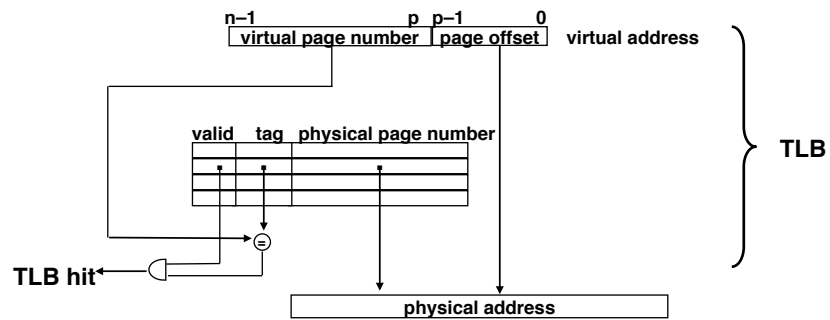 n–1 p p–1 0
virtual page number page offset virtual address
valid tag physical page number
TLB
=
TLB hit
physical address